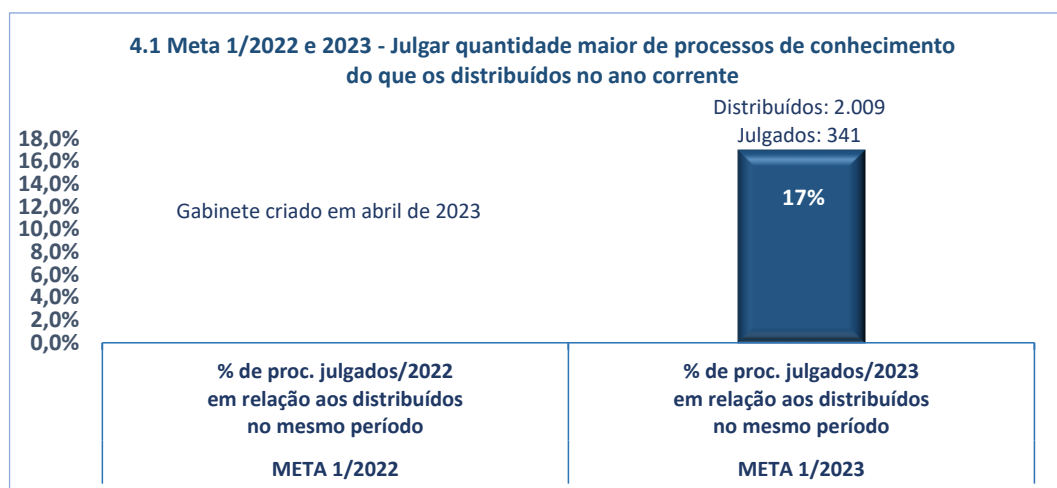 4.1 Meta 1/2022 e 2023 - Julgar quantidade maior de processos de conhecimento
do que os distribuídos no ano corrente
Distribuídos: 2.009
Julgados: 341
18,0%
16,0%
14,0%
12,0%
10,0%
8,0%
6,0%
4,0%
2,0%
0,0%
Gabinete criado em abril de 2023
17%
% de proc. julgados/2022
em relação aos distribuídos
no mesmo período
% de proc. julgados/2023
em relação aos distribuídos
no mesmo período
META 1/2022
META 1/2023